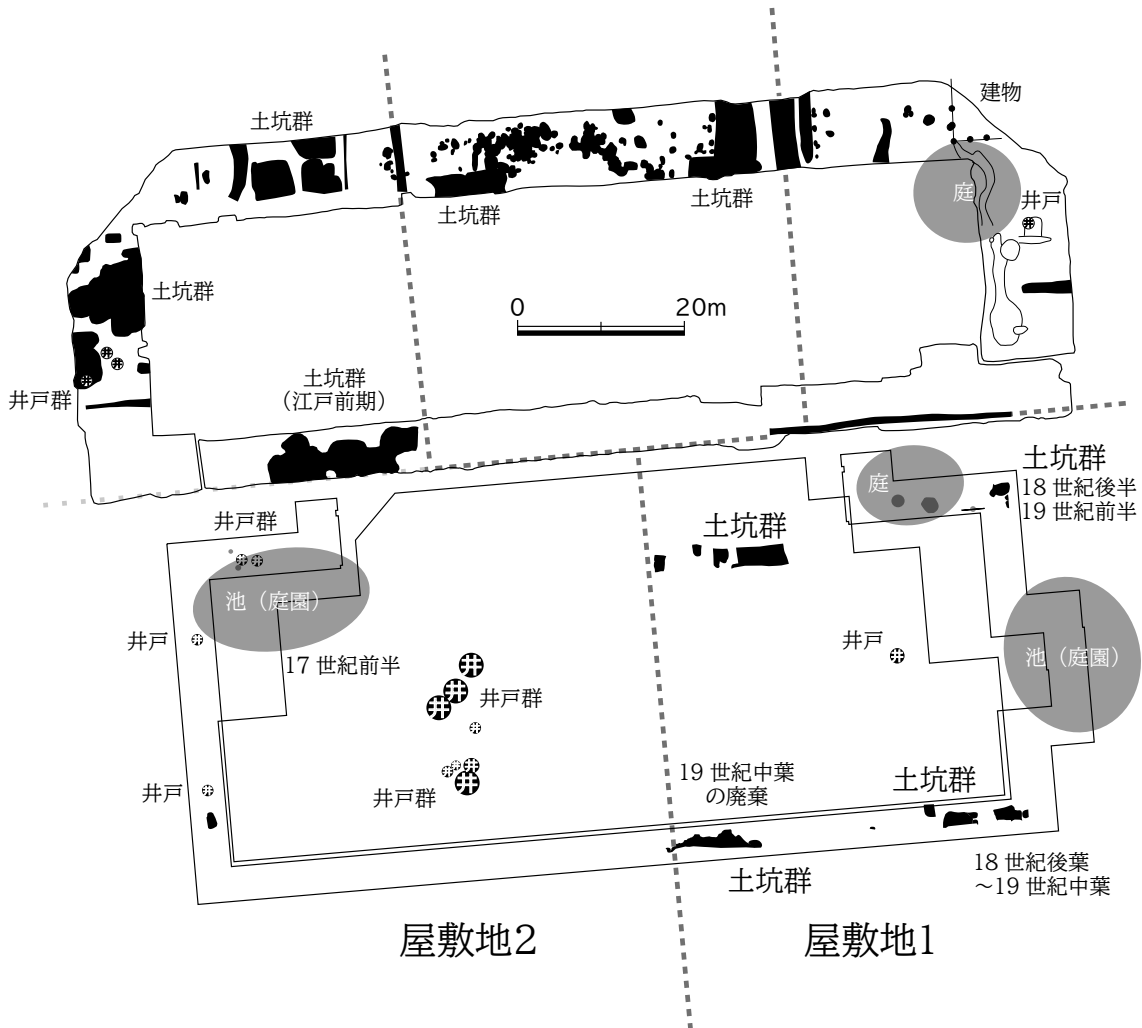 建物
土坑群
庭
井戸
土坑群
土坑群
土坑群
0 20m
土坑群
（江戸前期）
井戸群
土坑群
18 世紀後半
19 世紀前半
庭
井戸群
土坑群
池（庭園）
井戸
17 世紀前半
井戸
池（庭園）
井戸群
井戸
井戸群
19 世紀中葉
の廃棄
土坑群
土坑群
18 世紀後葉
～19 世紀中葉
屋敷地2
屋敷地1